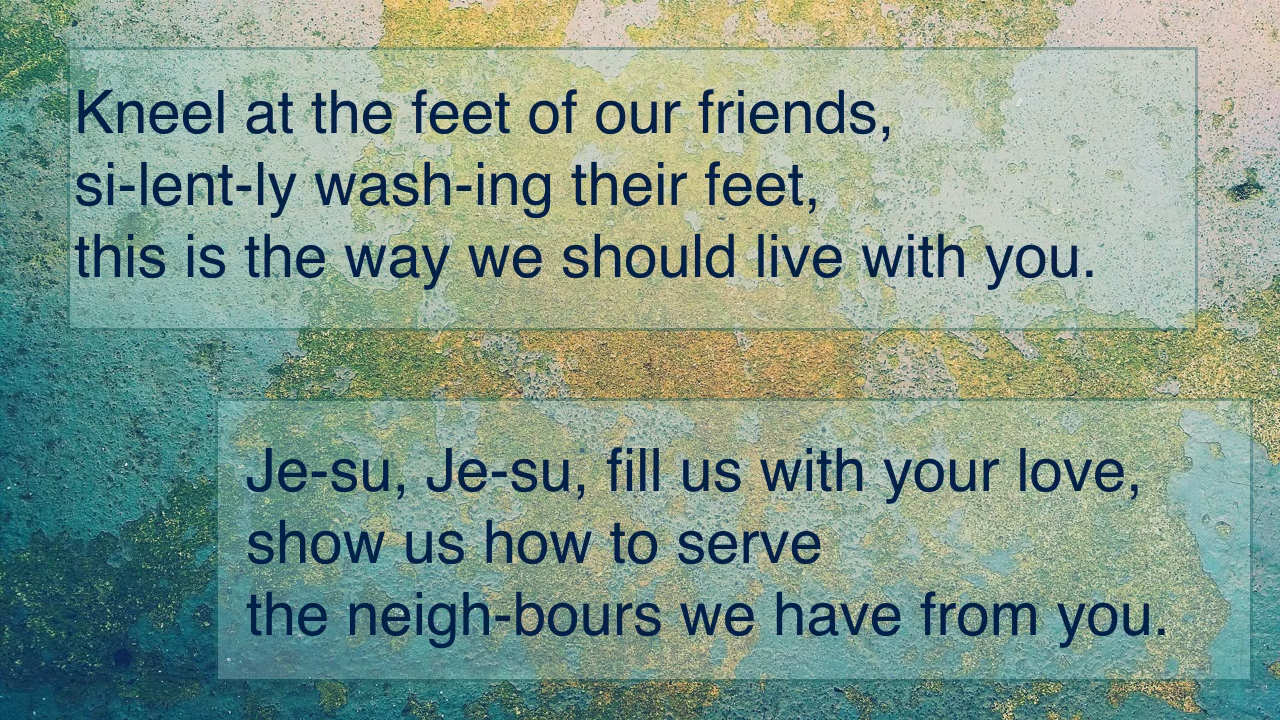 Kneel at the feet of our friends,
si-lent-ly wash-ing their feet,
this is the way we should live with you.
Je-su, Je-su, fill us with your love,
show us how to serve
the neigh-bours we have from you.